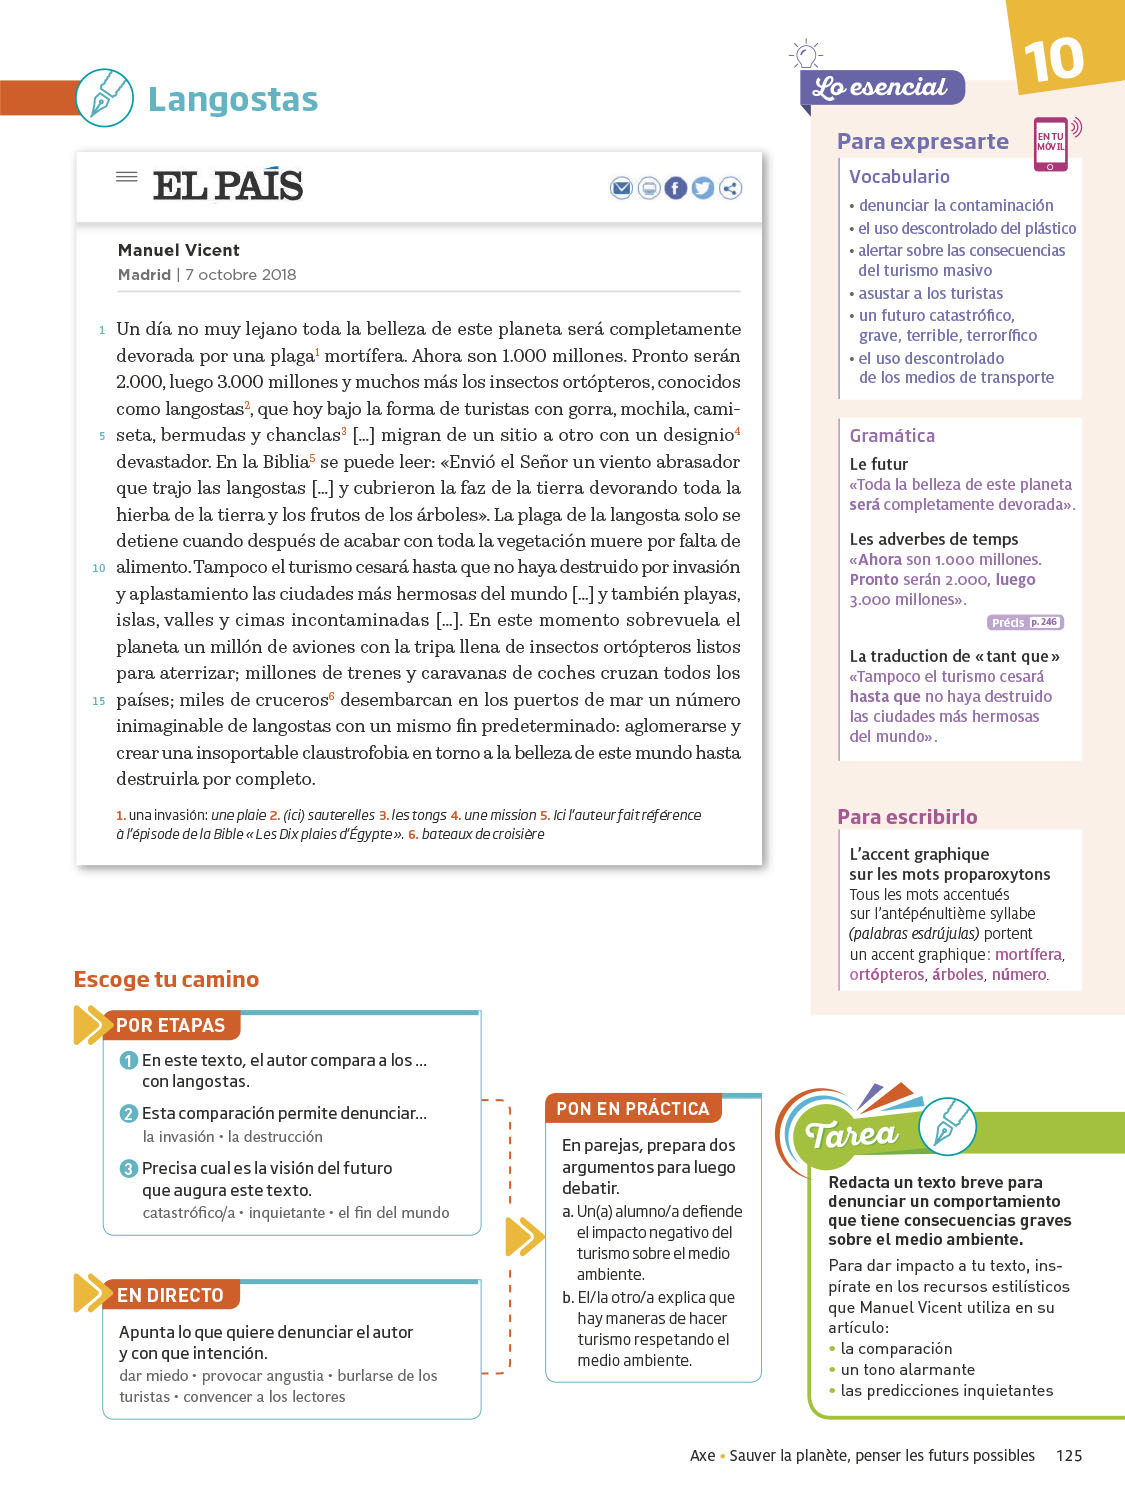 10
Langostas
EL PAÍS
Manuel Vicent
Madrid | 7 octobre 2018
1 Un día no muy lejano toda la belleza de este planeta será completamente
devorada por una plaga1 mortífera. Ahora son 1.000 millones. Pronto serán
2.000, luego 3.000 millones y muchos más los insectos ortópteros, conocidos
como langostas2, que hoy bajo la forma de turistas con gorra, mochila, cami-
5 seta, bermudas y chanclas3 [...] migran de un sitio a otro con un designio4
devastador. En la Biblia5 se puede leer: «Envió el Señor un viento abrasador
que trajo las langostas [...] y cubrieron la faz de la tierra devorando toda la
hierba de la tierra y los frutos de los árboles». La plaga de la langosta solo se
detiene cuando después de acabar con toda la vegetación muere por falta de
10 alimento. Tampoco el turismo cesará hasta que no haya destruido por invasión
y aplastamiento las ciudades más hermosas del mundo [...] y también playas,
islas, valles y cimas incontaminadas [...]. En este momento sobrevuela el
planeta un millón de aviones con la tripa llena de insectos ortópteros listos
para aterrizar; millones de trenes y caravanas de coches cruzan todos los
15 países; miles de cruceros6 desembarcan en los puertos de mar un número
inimaginable de langostas con un mismo fin predeterminado: aglomerarse y
crear una insoportable claustrofobia en torno a la belleza de este mundo hasta
destruirla por completo.
1. una invasión: une plaie 2. (ici) sauterelles 3. les tongs 4. une mission 5. Ici l'auteur fait référence
à l'épisode de la Bible « Les Dix plaies d'Égypte ». 6. bateaux de croisière
Lo esencial
Para expresarte
EN TU
MÓVIL
Vocabulario
• denunciar la contaminación
• el uso descontrolado del plástico
• alertar sobre las consecuencias
del turismo masivo
• asustar a los turistas
• un futuro catastrófico,
grave, terrible, terrorífico
• el uso descontrolado
de los medios de transporte
Gramática
Le futur
«Toda la belleza de este planeta
será completamente devorada».
Les adverbes de temps
«Ahora son 1.000 millones.
Pronto serán 2.000, luego
3.000 millones».
Précis p. 246
La traduction de « tant que »
«Tampoco el turismo cesará
hasta que no haya destruido
las ciudades más hermosas
del mundo».
Para escribirlo
L'accent graphique
sur les mots proparoxytons
Tous les mots accentués
sur l'antépénultième syllabe
(palabras esdrújulas) portent
un accent graphique : mortífera,
ortópteros, árboles, número.
Escoge tu camino
POR ETAPAS
1 En este texto, el autor compara a los ...
con langostas.
2 Esta comparación permite denunciar...
la invasión • la destrucción
3 Precisa cual es la visión del futuro
que augura este texto.
catastrófico/a • inquietante • el fin del mundo
EN DIRECTO
Apunta lo que quiere denunciar el autor
y con que intención.
dar miedo • provocar angustia • burlarse de los
turistas • convencer a los lectores
PON EN PRÁCTICA
En parejas, prepara dos
argumentos para luego
debatir.
a. Un(a) alumno/a defiende
el impacto negativo del
turismo sobre el medio
ambiente.
b. El/la otro/a explica que
hay maneras de hacer
turismo respetando el
medio ambiente.
Tarea
Redacta un texto breve para
denunciar un comportamiento
que tiene consecuencias graves
sobre el medio ambiente.
Para dar impacto a tu texto, ins-
pírate en los recursos estilísticos
que Manuel Vicent utiliza en su
artículo:
• la comparación
• un tono alarmante
• las predicciones inquietantes
Axe • Sauver la planète, penser les futurs possibles 125